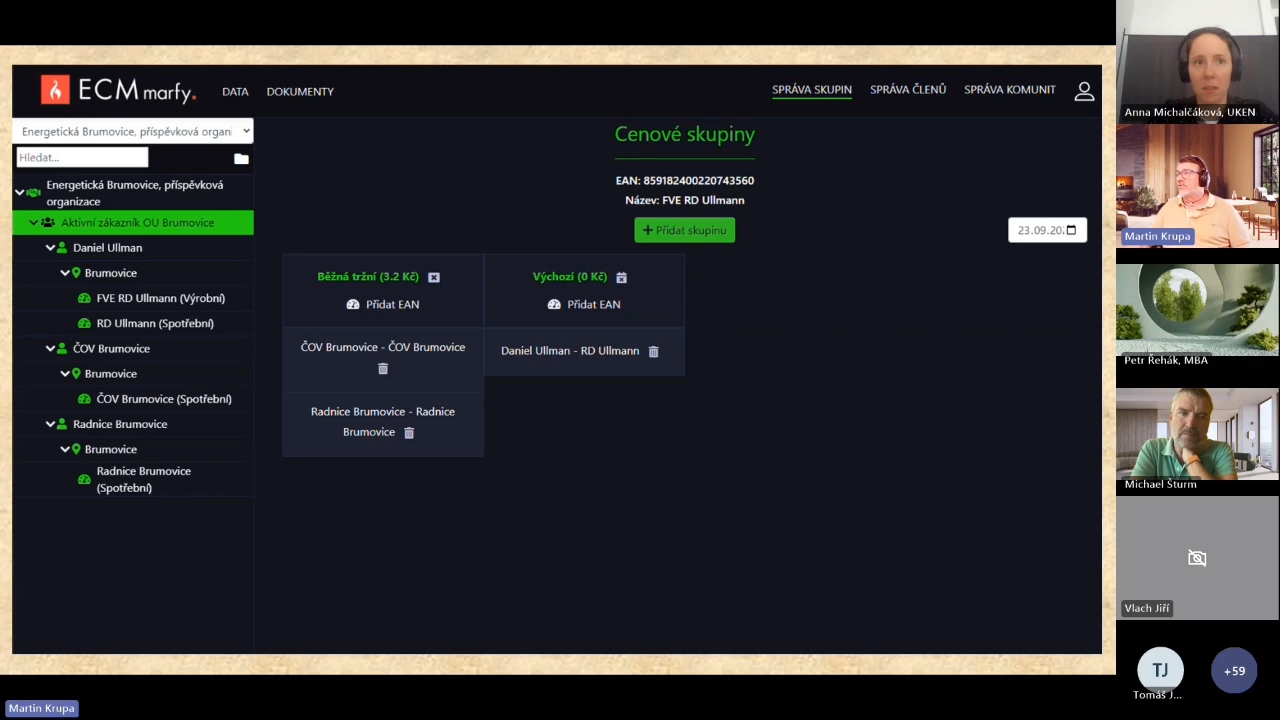 ECM marfy.
DATA
DOKUMENTY
SPRÁVA SKUPIN
SPRÁVA ČLENŮ
SPRÁVA KOMUNIT
Energetická Brumovice, příspěvková organi
Hledat...
Energetická Brumovice, příspěvková
organizace
Aktivní zákazník OU Brumovice
Daniel Ullman
Brumovice
FVE RD Ullmann (Výrobní)
RD Ullmann (Spotřební)
ČOV Brumovice
Brumovice
ČOV Brumovice (Spotřební)
Radnice Brumovice
Brumovice
Radnice Brumovice
(Spotřební)
Cenové skupiny
EAN: 859182400220743560
Název: FVE RD Ullmann
+ Přidat skupinu
23.09.20
Běžná tržní (3.2 Kč)
Přidat EAN
Výchozí (0 Kč)
Přidat EAN
ČOV Brumovice - ČOV Brumovice
Daniel Ullman - RD Ullmann
Radnice Brumovice - Radnice
Brumovice
Anna Michalčáková, UKEN
Martin Krupa
Petr Řehák, MBA
Michael Šturm
Vlach Jiří
TJ
Tomáš J...
+59
Martin Krupa